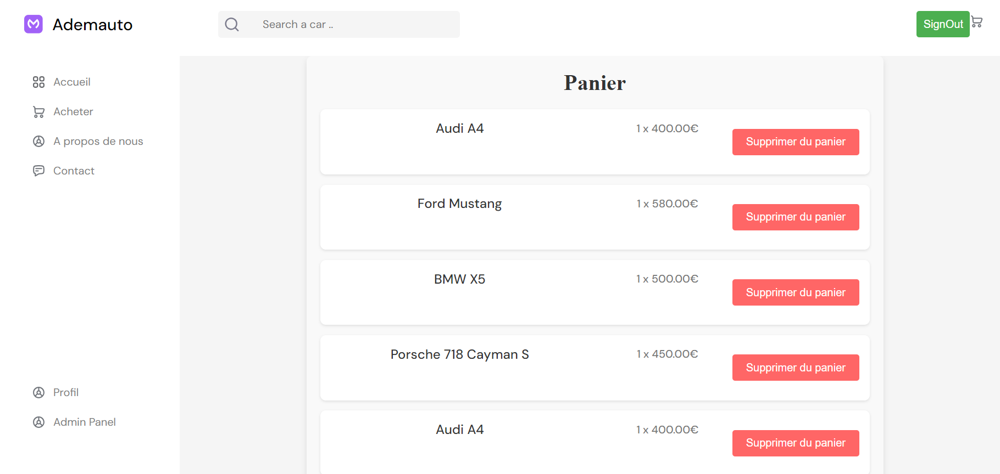 Ademauto
Search a car ..
SignOut
Accueil
Acheter
A propos de nous
Contact
Profil
Admin Panel
Panier
Audi A4
1 x 400.00€
Supprimer du panier
Ford Mustang
1 x 580.00€
Supprimer du panier
BMW X5
1 x 500.00€
Supprimer du panier
Porsche 718 Cayman S
1 x 450.00€
Supprimer du panier
Audi A4
1 x 400.00€
Supprimer du panier